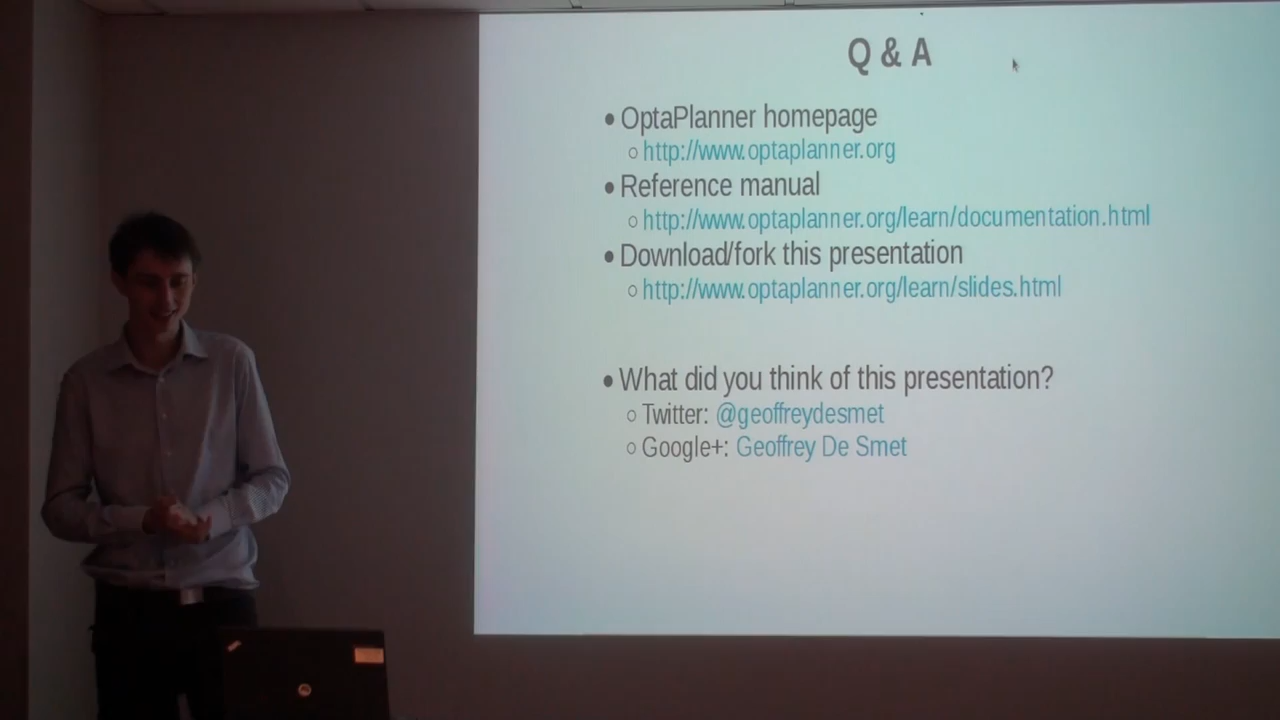 Q & A
• OptaPlanner homepage
○ http://www.optaplanner.org
• Reference manual
○ http://www.optaplanner.org/learn/documentation.html
• Download/fork this presentation
○ http://www.optaplanner.org/learn/slides.html
• What did you think of this presentation?
○ Twitter: @geoffreydesmet
○ Google+: Geoffrey De Smet